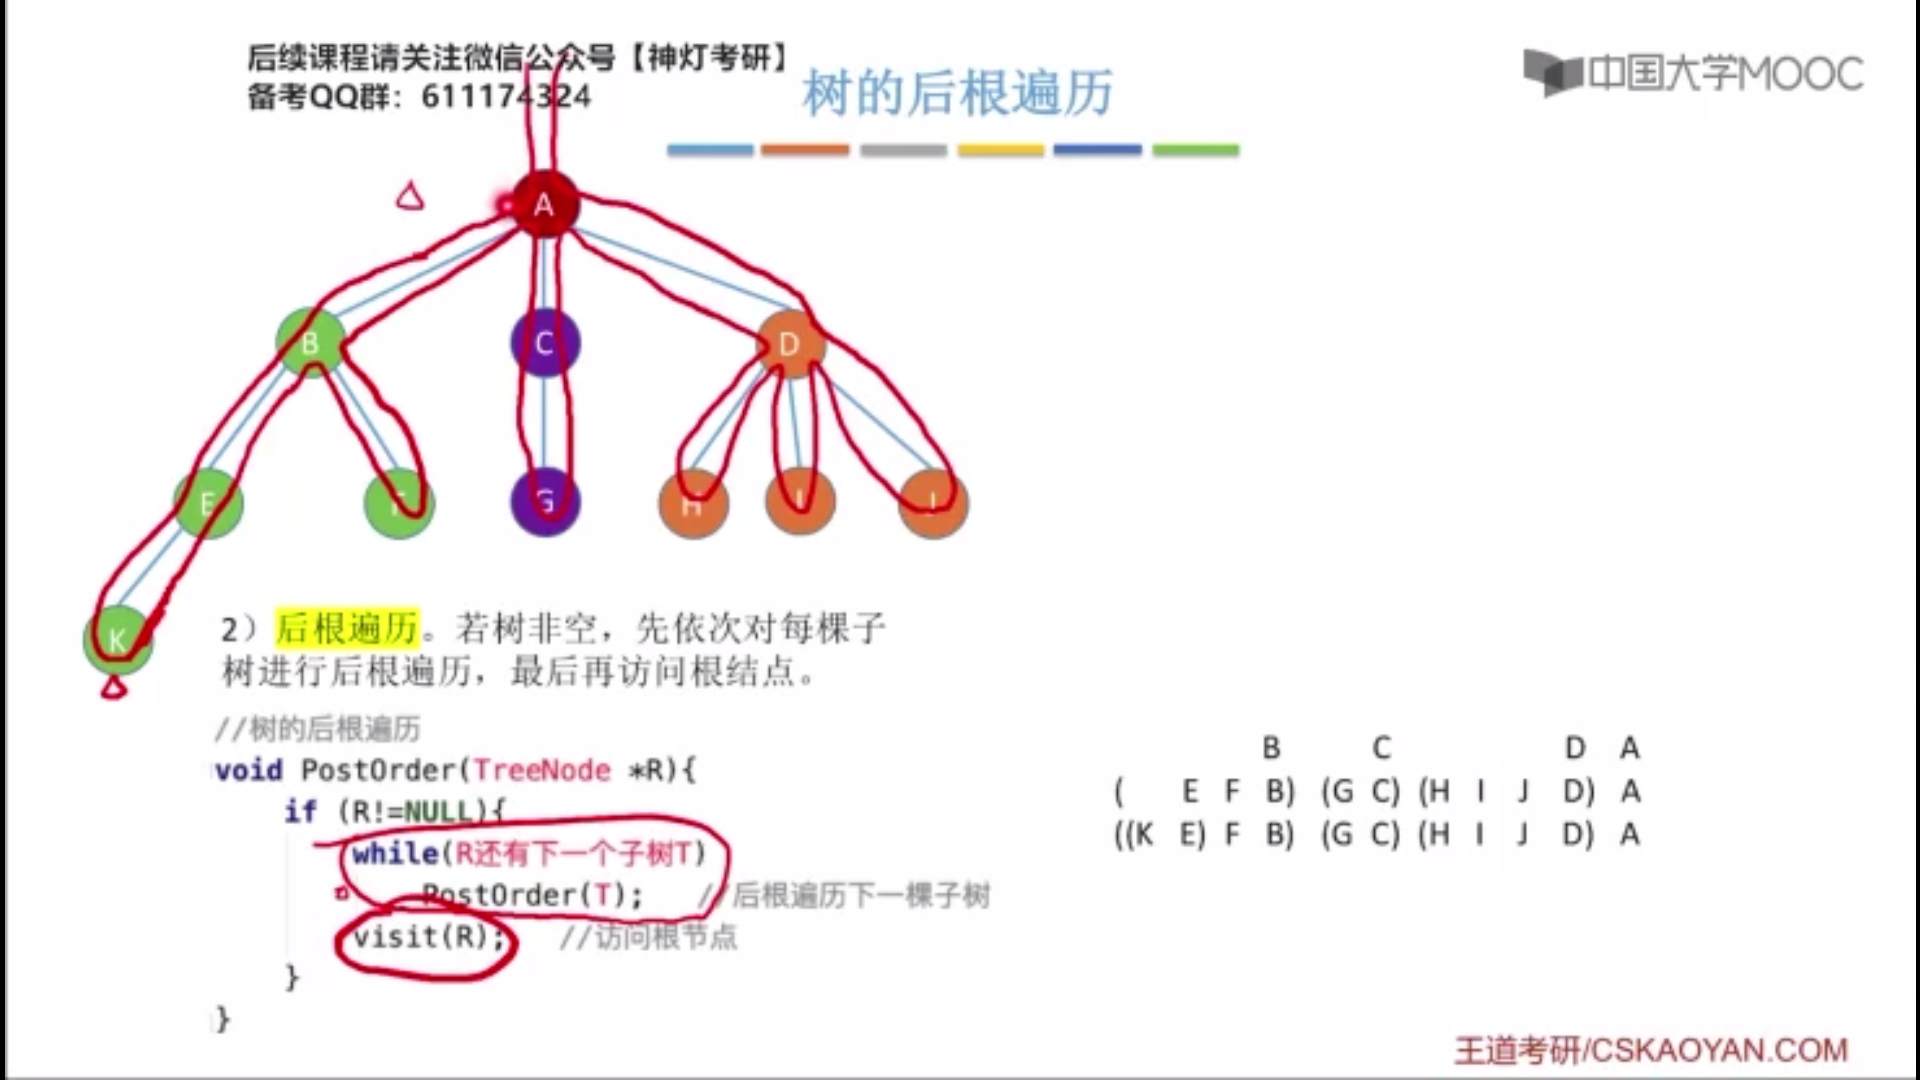 后续课程请关注微信公众号【神灯考研】
备考QQ群：611174324
树的后根遍历
中国大学MOOC
A
B
C
D
E
F
G
H
I
J
K
2）后根遍历。若树非空，先依次对每棵子
树进行后根遍历，最后再访问根结点。
//树的后根遍历
void PostOrder(TreeNode *R){
if (R!=NULL){
while(R还有下一个子树T)
PostOrder(T); //后根遍历下一棵子树
visit(R); //访问根节点
}
}
B C D A
( E F B) (G C) (H I J D) A
((K E) F B) (G C) (H I J D) A
王道考研/CSKAOYAN.COM